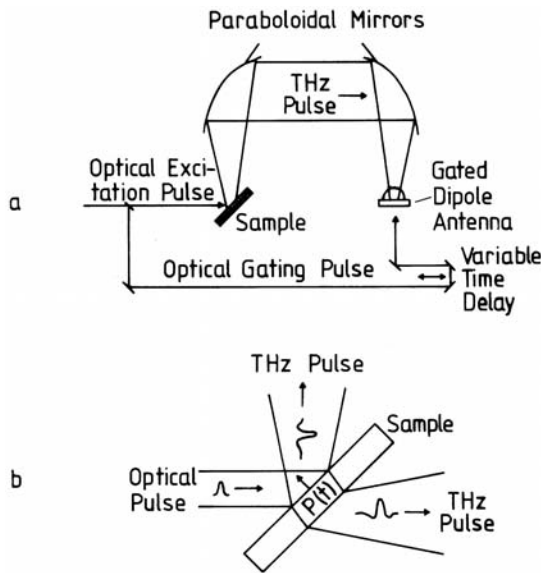 Paraboloidal Mirrors
THz
Pulse
Optical Exci-
tation Pulse
a
Sample
Gated
Dipole
Antenna
Optical Gating Pulse
Variable
Time
Delay
THz Pulse
Sample
b
Optical
Pulse
P(t)
THz
Pulse